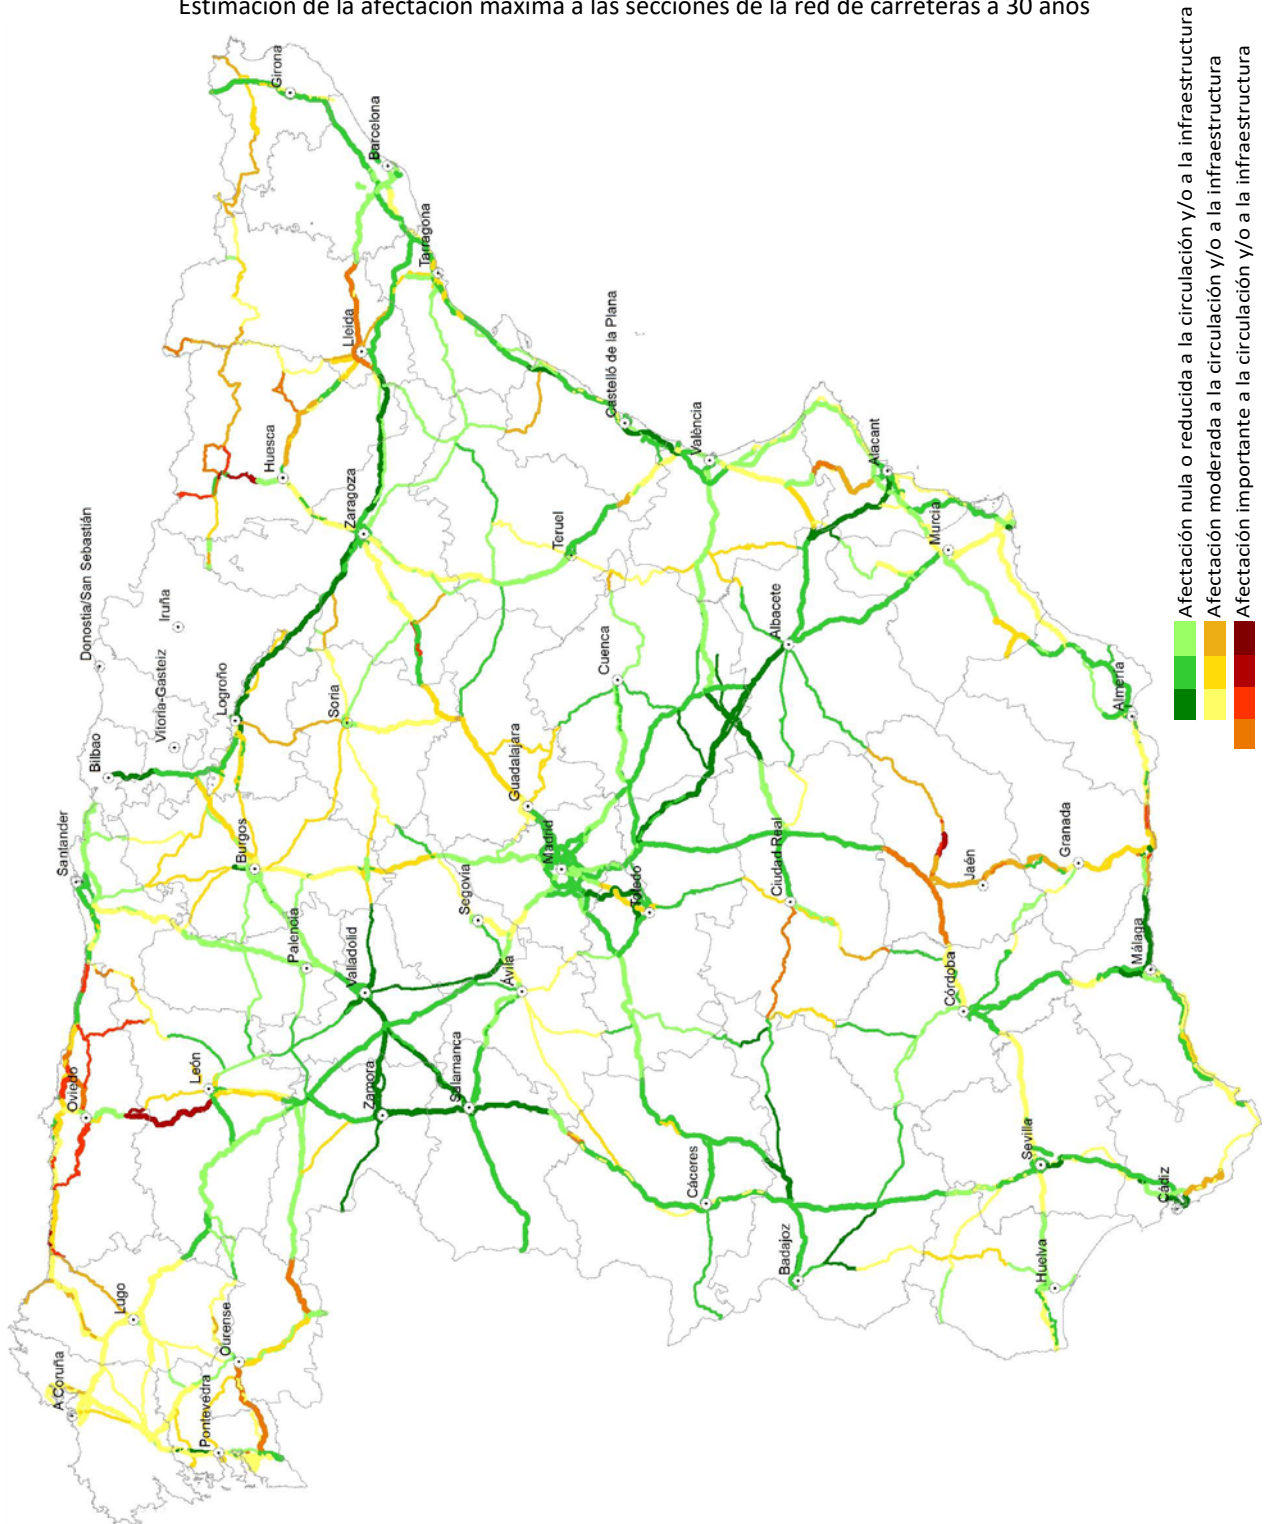 Estimación de la afectación máxima a las secciones de la red de carreteras a 30 años
A Coruña
Lugo
Pontevedra
Ourense
Oviedo
León
Santander
Bilbao
Donostia/San Sebastián
Vitoria-Gasteiz
Iruña
Logroño
Burgos
Palencia
Valladolid
Zamora
Salamanca
Ávila
Segovia
Soria
Huesca
Zaragoza
Teruel
Lleida
Girona
Barcelona
Tarragona
Castelló de la Plana
València
Alacant
Murcia
Albacete
Cuenca
Guadalajara
Madrid
Toledo
Ciudad Real
Cáceres
Badajoz
Huelva
Sevilla
Cádiz
Córdoba
Málaga
Jaén
Granada
Almería
Afectación nula o reducida a la circulación y/o a la infraestructura
Afectación moderada a la circulación y/o a la infraestructura
Afectación importante a la circulación y/o a la infraestructura